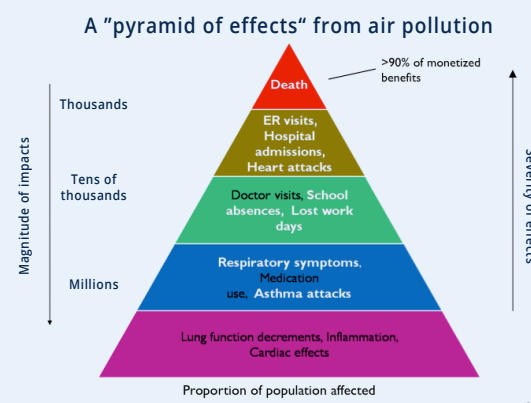 A ”pyramid of effects“ from air pollution
>90% of monetized
benefits
Death
Thousands
ER visits,
Hospital
admissions,
Heart attacks
Tens of
thousands
Doctor visits, School
absences, Lost work
days
Magnitude of impacts
Severity of effects
Millions
Respiratory symptoms,
Medication
use, Asthma attacks
Lung function decrements, Inflammation,
Cardiac effects
Proportion of population affected